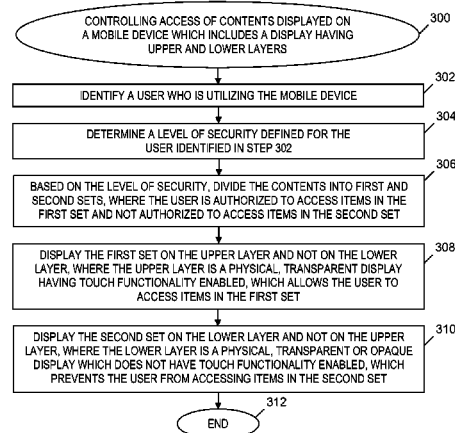 CONTROLLING ACCESS OF CONTENTS DISPLAYED ON
A MOBILE DEVICE WHICH INCLUDES A DISPLAY HAVING
UPPER AND LOWER LAYERS
300
302
IDENTIFY A USER WHO IS UTILIZING THE MOBILE DEVICE
304
DETERMINE A LEVEL OF SECURITY DEFINED FOR THE
USER IDENTIFIED IN STEP 302
306
BASED ON THE LEVEL OF SECURITY, DIVIDE THE CONTENTS INTO FIRST AND
SECOND SETS, WHERE THE USER IS AUTHORIZED TO ACCESS ITEMS IN THE
FIRST SET AND NOT AUTHORIZED TO ACCESS ITEMS IN THE SECOND SET
308
DISPLAY THE FIRST SET ON THE UPPER LAYER AND NOT ON THE LOWER
LAYER, WHERE THE UPPER LAYER IS A PHYSICAL, TRANSPARENT DISPLAY
HAVING TOUCH FUNCTIONALITY ENABLED, WHICH ALLOWS THE USER TO
ACCESS ITEMS IN THE FIRST SET
310
DISPLAY THE SECOND SET ON THE LOWER LAYER AND NOT ON THE UPPER
LAYER, WHERE THE LOWER LAYER IS A PHYSICAL, TRANSPARENT OR OPAQUE
DISPLAY WHICH DOES NOT HAVE TOUCH FUNCTIONALITY ENABLED, WHICH
PREVENTS THE USER FROM ACCESSING ITEMS IN THE SECOND SET
312
END